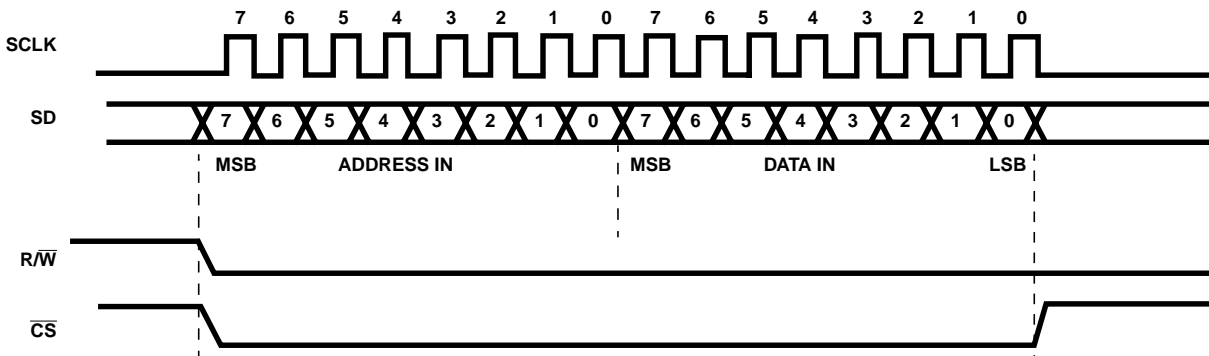 7 6 5 4 3 2 1 0 7 6 5 4 3 2 1 0
SCLK
SD 7 6 5 4 3 2 1 0 7 6 5 4 3 2 1 0
MSB ADDRESS IN MSB DATA IN LSB
R/W̅
C̅S̅